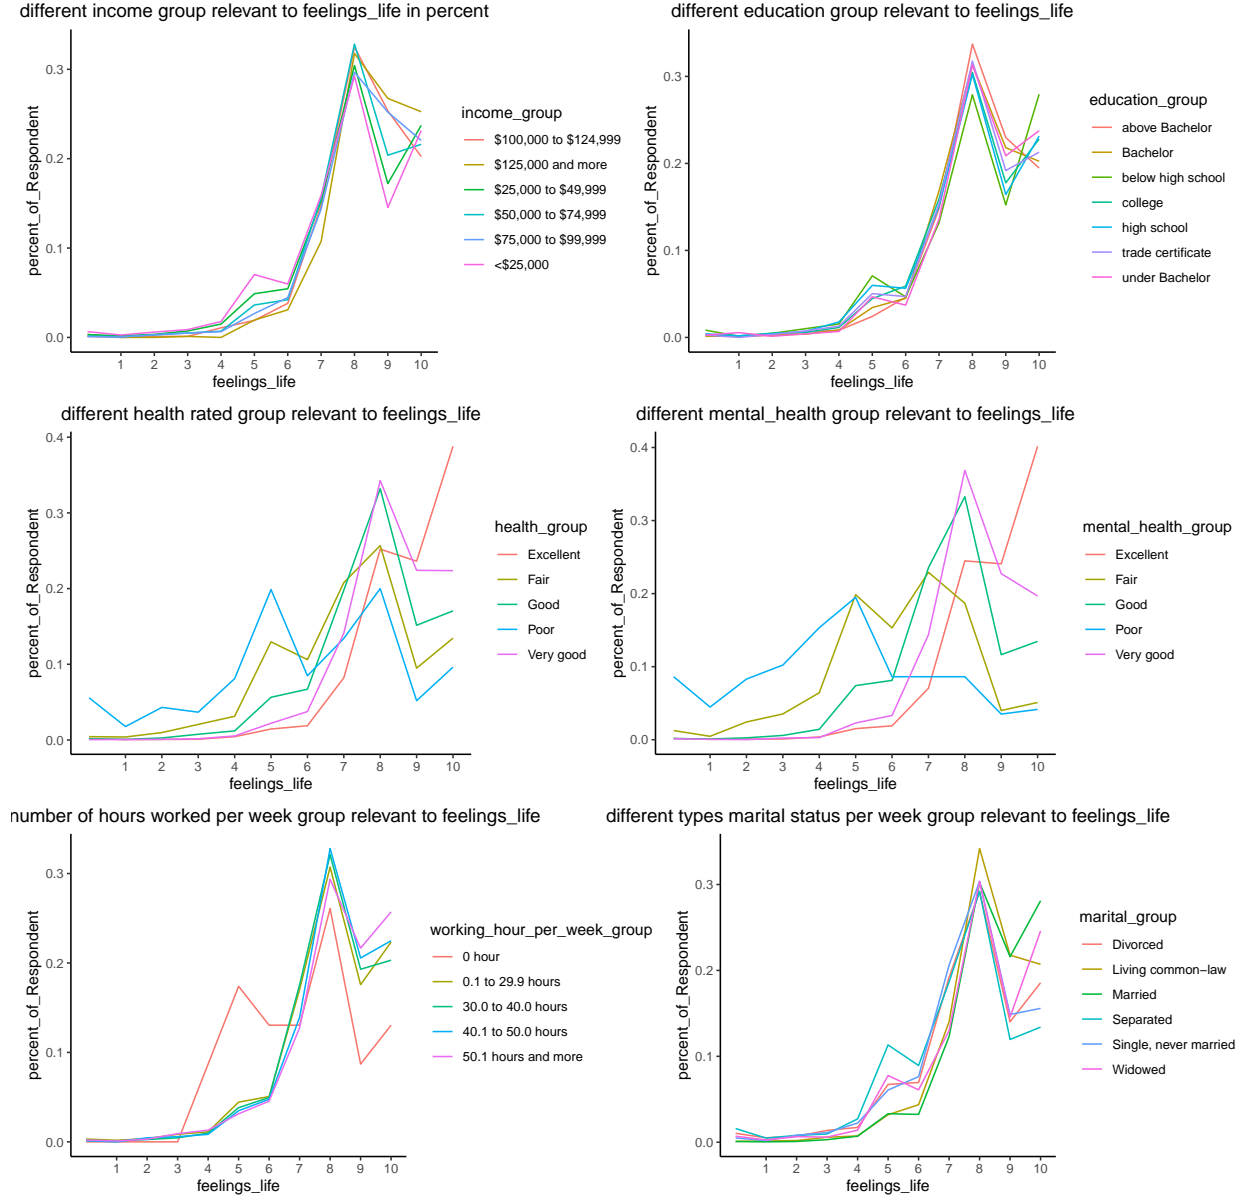 different income group relevant to feelings_life in percent
percent_of_Respondent
0.3
0.2
0.1
0.0
1 2 3 4 5 6 7 8 9 10
feelings_life
income_group
$100,000 to $124,999
$125,000 and more
$25,000 to $49,999
$50,000 to $74,999
$75,000 to $99,999
<$25,000
different education group relevant to feelings_life
percent_of_Respondent
0.3
0.2
0.1
0.0
1 2 3 4 5 6 7 8 9 10
feelings_life
education_group
above Bachelor
Bachelor
below high school
college
high school
trade certificate
under Bachelor
different health rated group relevant to feelings_life
percent_of_Respondent
0.4
0.3
0.2
0.1
0.0
1 2 3 4 5 6 7 8 9 10
feelings_life
health_group
Excellent
Fair
Good
Poor
Very good
different mental_health group relevant to feelings_life
percent_of_Respondent
0.4
0.3
0.2
0.1
0.0
1 2 3 4 5 6 7 8 9 10
feelings_life
mental_health_group
Excellent
Fair
Good
Poor
Very good
number of hours worked per week group relevant to feelings_life
percent_of_Respondent
0.3
0.2
0.1
0.0
1 2 3 4 5 6 7 8 9 10
feelings_life
working_hour_per_week_group
0 hour
0.1 to 29.9 hours
30.0 to 40.0 hours
40.1 to 50.0 hours
50.1 hours and more
different types marital status per week group relevant to feelings_life
percent_of_Respondent
0.3
0.2
0.1
0.0
1 2 3 4 5 6 7 8 9 10
feelings_life
marital_group
Divorced
Living common−law
Married
Separated
Single, never married
Widowed